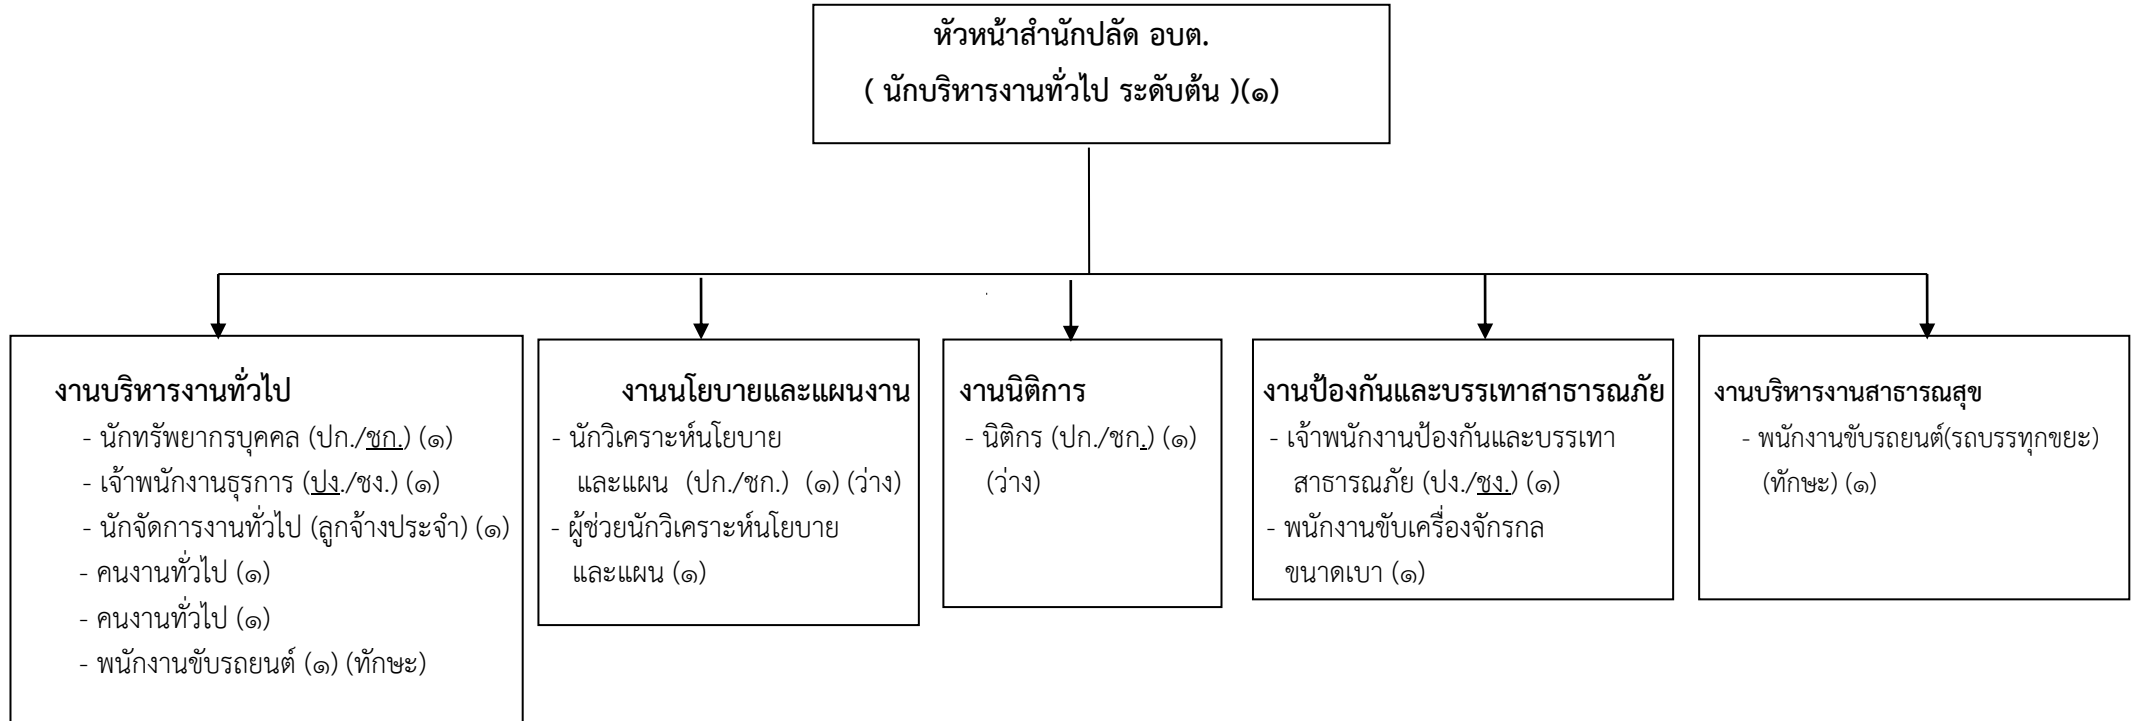 หัวหน้าสำนักปลัด อบต.
( นักบริหารงานทั่วไป ระดับต้น )(๑)
งานบริหารงานทั่วไป
- นักทรัพยากรบุคคล (ปก./ชก.) (๑)
- เจ้าพนักงานธุรการ (ปง./ชง.) (๑)
- นักจัดการงานทั่วไป (ลูกจ้างประจำ) (๑)
- คนงานทั่วไป (๑)
- คนงานทั่วไป (๑)
- พนักงานขับรถยนต์ (๑) (ทักษะ)
งานนโยบายและแผนงาน
- นักวิเคราะห์นโยบาย
และแผน (ปก./ชก.) (๑) (ว่าง)
- ผู้ช่วยนักวิเคราะห์นโยบาย
และแผน (๑)
งานนิติการ
- นิติกร (ปก./ชก.) (๑)
(ว่าง)
งานป้องกันและบรรเทาสาธารณภัย
- เจ้าพนักงานป้องกันและบรรเทา
สาธารณภัย (ปง./ชง.) (๑)
- พนักงานขับเครื่องจักรกล
ขนาดเบา (๑)
งานบริหารงานสาธารณสุข
- พนักงานขับรถยนต์(รถบรรทุกขยะ)
(ทักษะ) (๑)